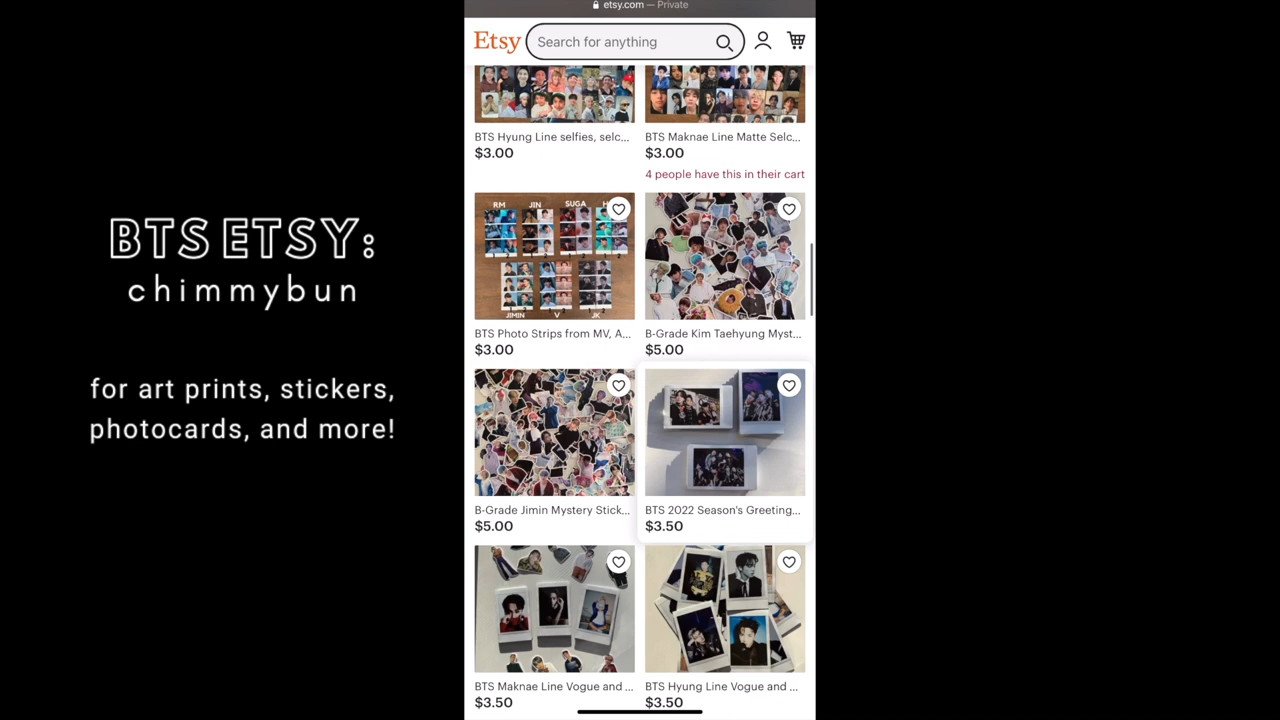 etsy.com — Private
Etsy
Search for anything
BTS Hyung Line selfies, selc...
$3.00
BTS Maknae Line Matte Selc...
$3.00
4 people have this in their cart
RM JIN SUGA
JIMIN V JK
BTS Photo Strips from MV, A...
$3.00
B-Grade Kim Taehyung Myst...
$5.00
B-Grade Jimin Mystery Stick...
$5.00
BTS 2022 Season's Greeting...
$3.50
BTS Maknae Line Vogue and ...
$3.50
BTS Hyung Line Vogue and ...
$3.50
BTS ETSY:
chimmybun
for art prints, stickers,
photocards, and more!